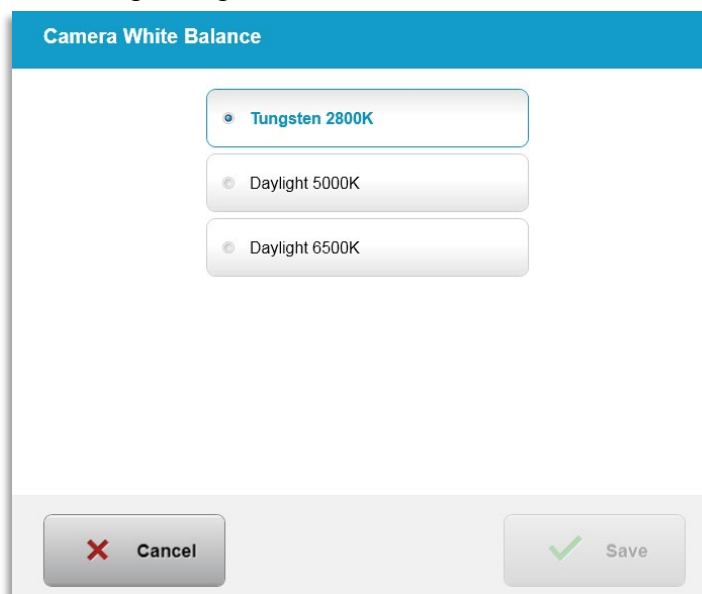 Camera White Balance
Tungsten 2800K
Daylight 5000K
Daylight 6500K
Cancel
Save